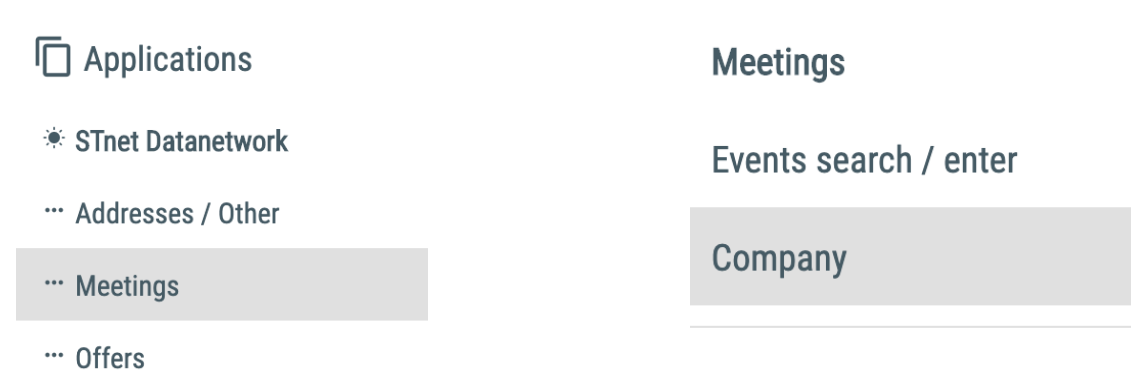 Applications
STnet Datanetwork
Addresses / Other
Meetings
Offers
Meetings
Events search / enter
Company